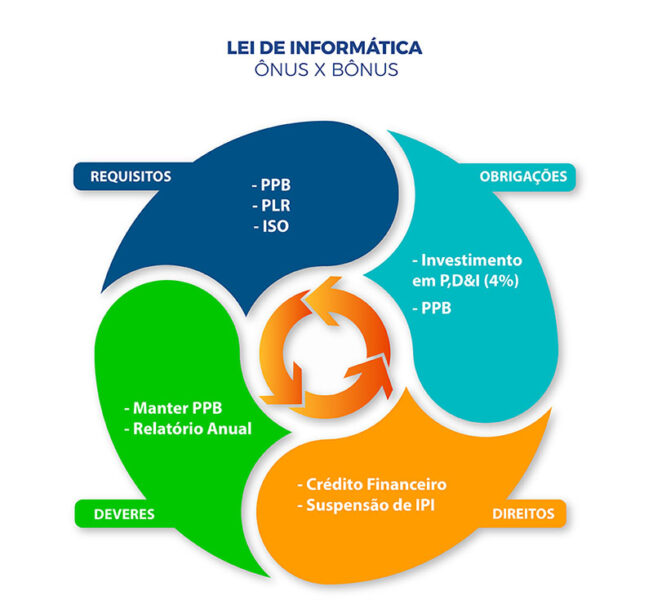 LEI DE INFORMÁTICA
ÔNUS X BÔNUS
REQUISITOS
- PPB
- PLR
- ISO
OBRIGAÇÕES
- Investimento
em P,D&I (4%)
- PPB
- Manter PPB
- Relatório Anual
DEVERES
- Crédito Financeiro
- Suspensão de IPI
DIREITOS